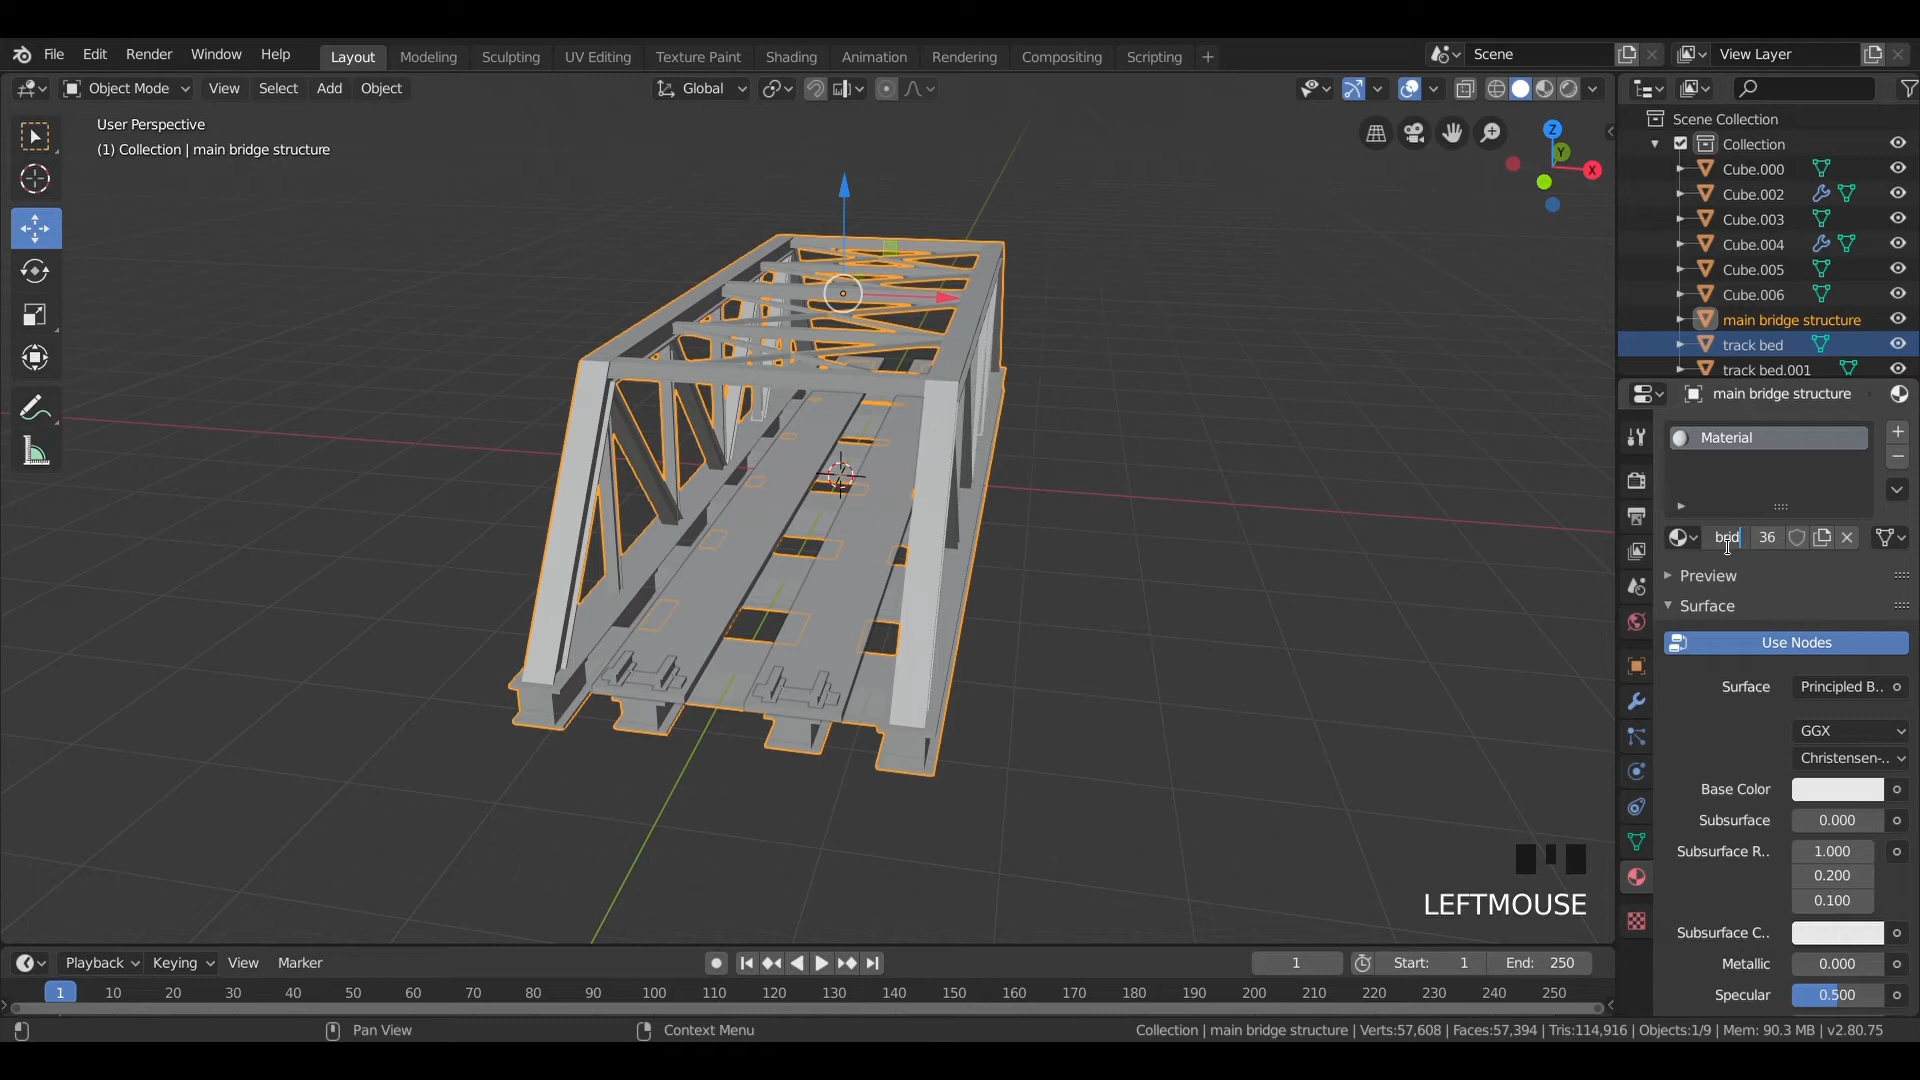 File Edit Render Window Help Layout Modeling Sculpting UV Editing Texture Paint Shading Animation Rendering Compositing Scripting + Scene View Layer
Object Mode View Select Add Object Global
User Perspective
(1) Collection | main bridge structure
Z
Y
X
Scene Collection
Collection
Cube.000
Cube.002
Cube.003
Cube.004
Cube.005
Cube.006
main bridge structure
track bed
track bed.001
main bridge structure
Material
brid 36
Preview
Surface
Use Nodes
Surface Principled B..
GGX
Christensen-..
Base Color
Subsurface 0.000
Subsurface R.. 1.000
0.200
0.100
Subsurface C..
Metallic 0.000
Specular 0.500
LEFTMOUSE
Playback Keying View Marker 1 Start: 1 End: 250
1 10 20 30 40 50 60 70 80 90 100 110 120 130 140 150 160 170 180 190 200 210 220 230 240 250
Pan View Context Menu Collection | main bridge structure | Verts:57,608 | Faces:57,394 | Tris:114,916 | Objects:1/9 | Mem: 90.3 MB | v2.80.75